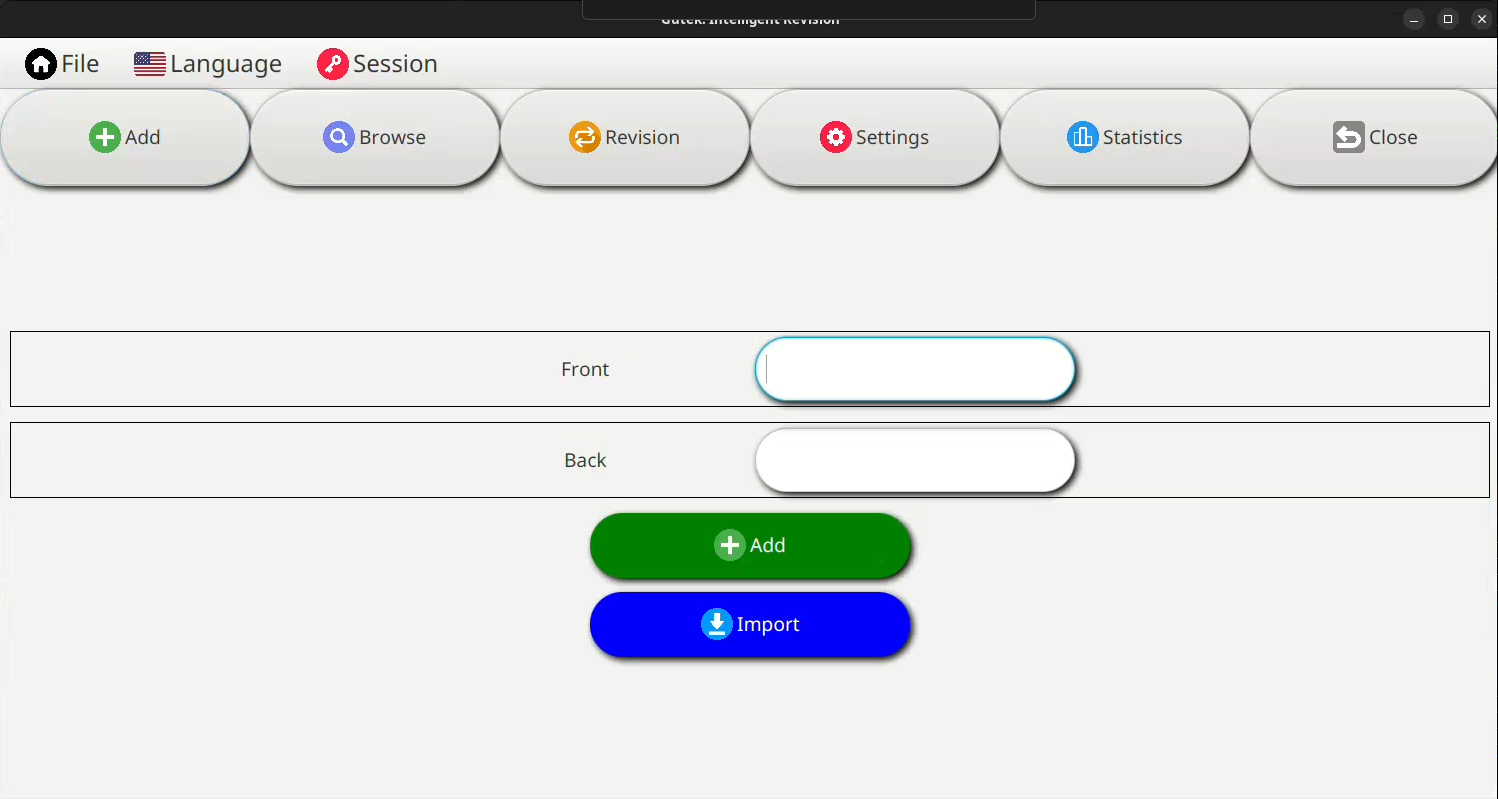 Gutek: Intelligent Revision
File Language Session
Add Browse Revision Settings Statistics Close
Front
Back
Add
Import